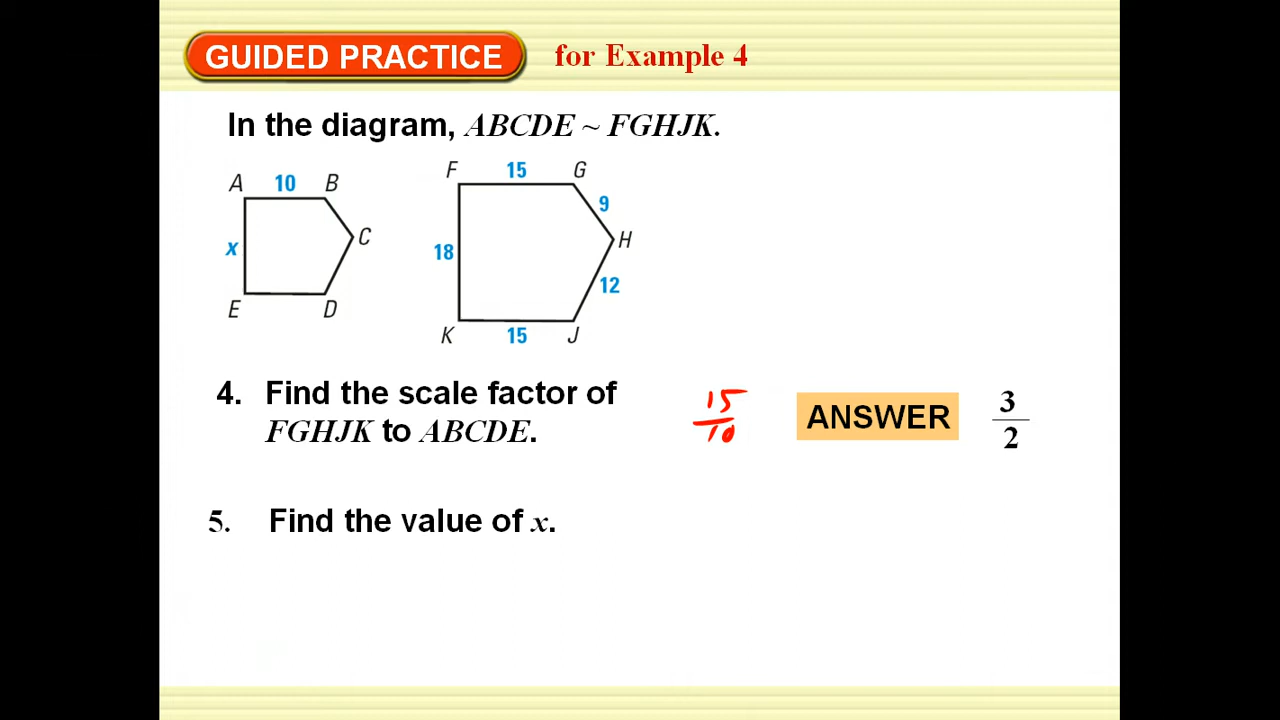 GUIDED PRACTICE for Example 4
In the diagram, ABCDE ~ FGHJK.
A 10 B
C
x
E D
F 15 G
9
H
18
12
K 15 J
4. Find the scale factor of
FGHJK to ABCDE.
15
10
ANSWER
3
2
5. Find the value of x.